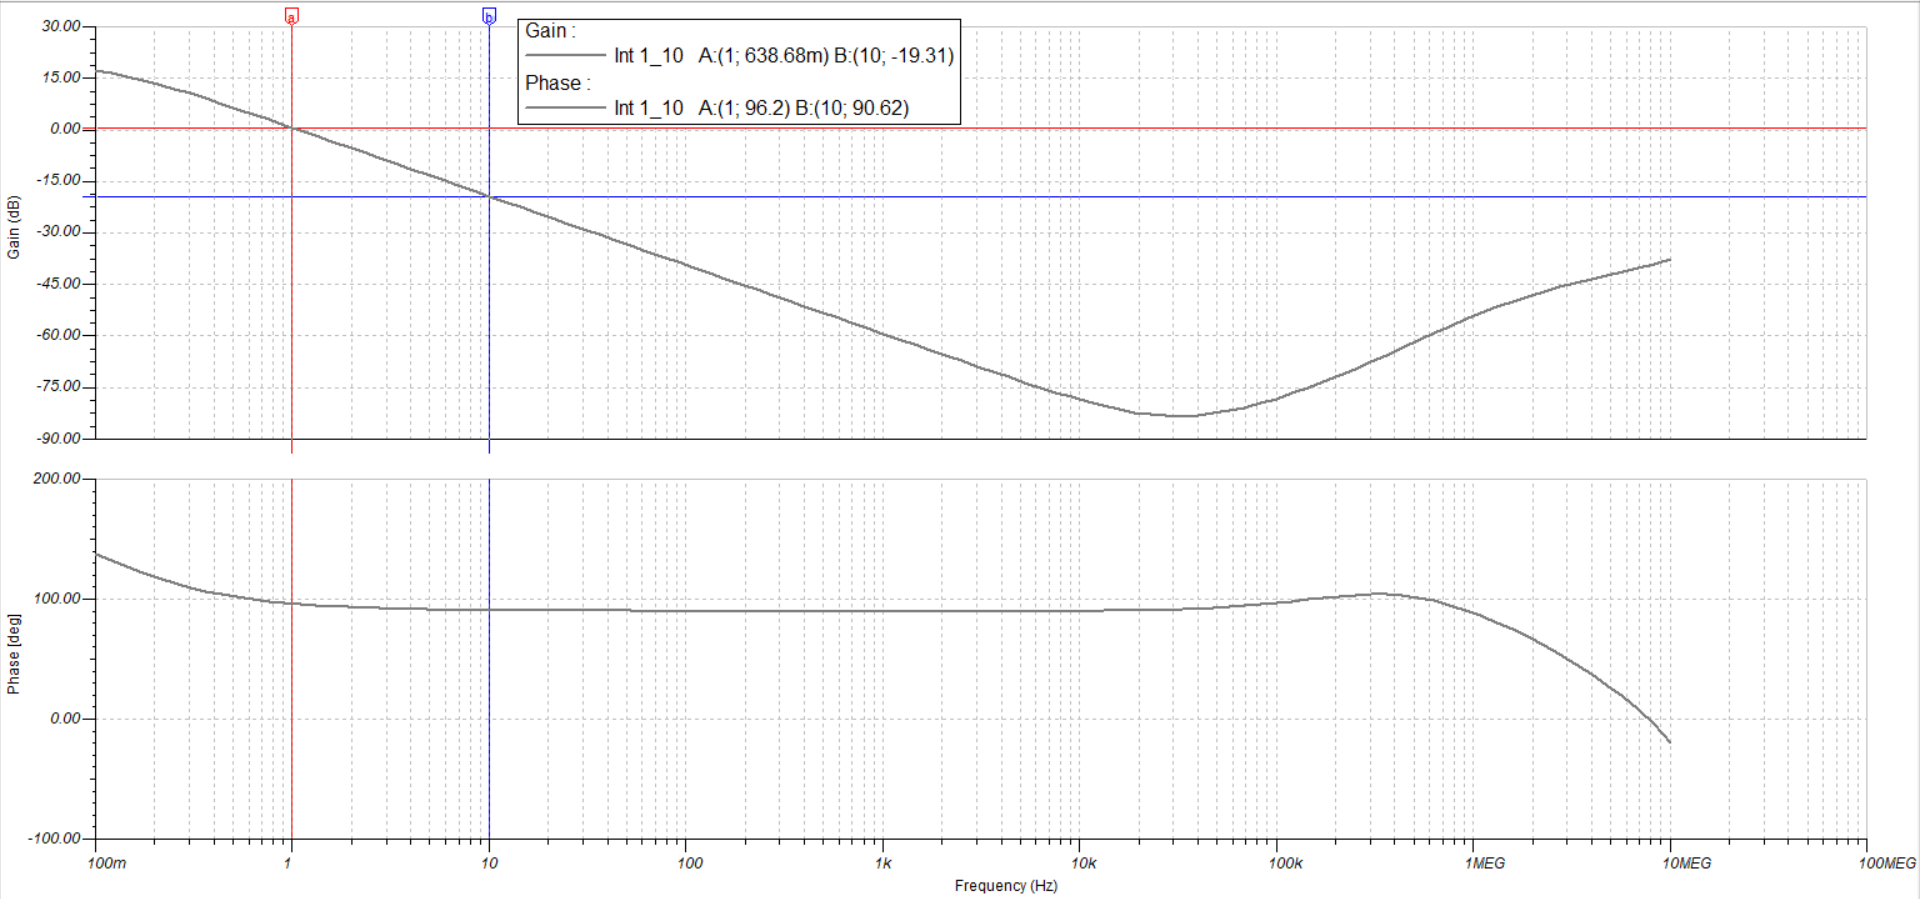 a
b
30.00
15.00
0.00
-15.00
-30.00
-45.00
-60.00
-75.00
-90.00
Gain (dB)
Gain :
Int 1_10 A:(1; 638.68m) B:(10; -19.31)
Phase :
Int 1_10 A:(1; 96.2) B:(10; 90.62)
200.00
100.00
0.00
-100.00
Phase [deg]
100m 1 10 100 1k 10k 100k 1MEG 10MEG 100MEG
Frequency (Hz)